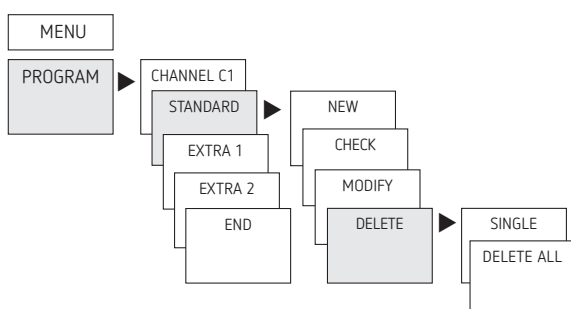 MENU
PROGRAM
CHANNEL C1
STANDARD
EXTRA 1
EXTRA 2
END
NEW
CHECK
MODIFY
DELETE
SINGLE
DELETE ALL